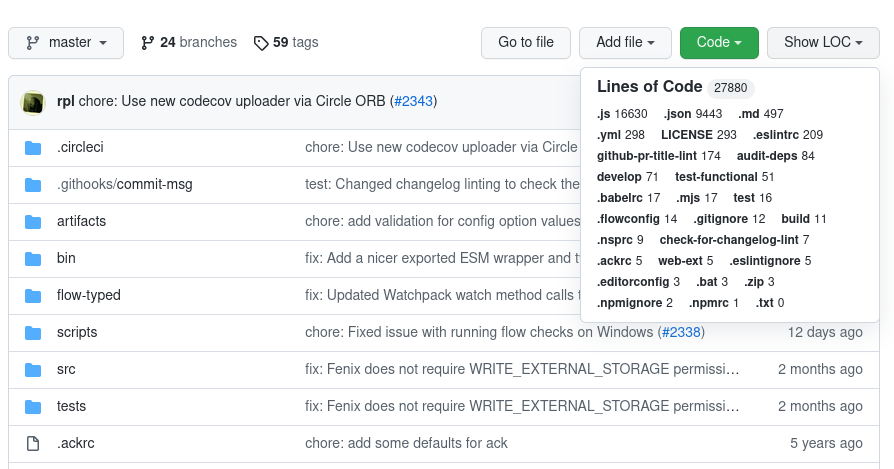 master 24 branches 59 tags Go to file Add file Code Show LOC
rpl chore: Use new codecov uploader via Circle ORB (#2343)
Lines of Code 27880
.js 16630 .json 9443 .md 497
.yml 298 LICENSE 293 .eslintrc 209
github-pr-title-lint 174 audit-deps 84
develop 71 test-functional 51
.babelrc 17 .mjs 17 test 16
.flowconfig 14 .gitignore 12 build 11
.nsprc 9 check-for-changelog-lint 7
.ackrc 5 web-ext 5 .eslintignore 5
.editorconfig 3 .bat 3 .zip 3
.npmignore 2 .npmrc 1 .txt 0
.circleci chore: Use new codecov uploader via Circle
.githooks/commit-msg test: Changed changelog linting to check the
artifacts chore: add validation for config option values
bin fix: Add a nicer exported ESM wrapper and
flow-typed fix: Updated Watchpack watch method calls
scripts chore: Fixed issue with running flow checks on Windows (#2338) 12 days ago
src fix: Fenix does not require WRITE_EXTERNAL_STORAGE permissi… 2 months ago
tests fix: Fenix does not require WRITE_EXTERNAL_STORAGE permissi… 2 months ago
.ackrc chore: add some defaults for ack 5 years ago